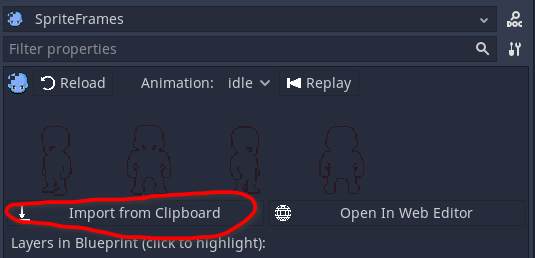 SpriteFrames
DOC
Filter properties
Reload Animation: idle Replay
Import from Clipboard Open In Web Editor
Layers in Blueprint (click to highlight):